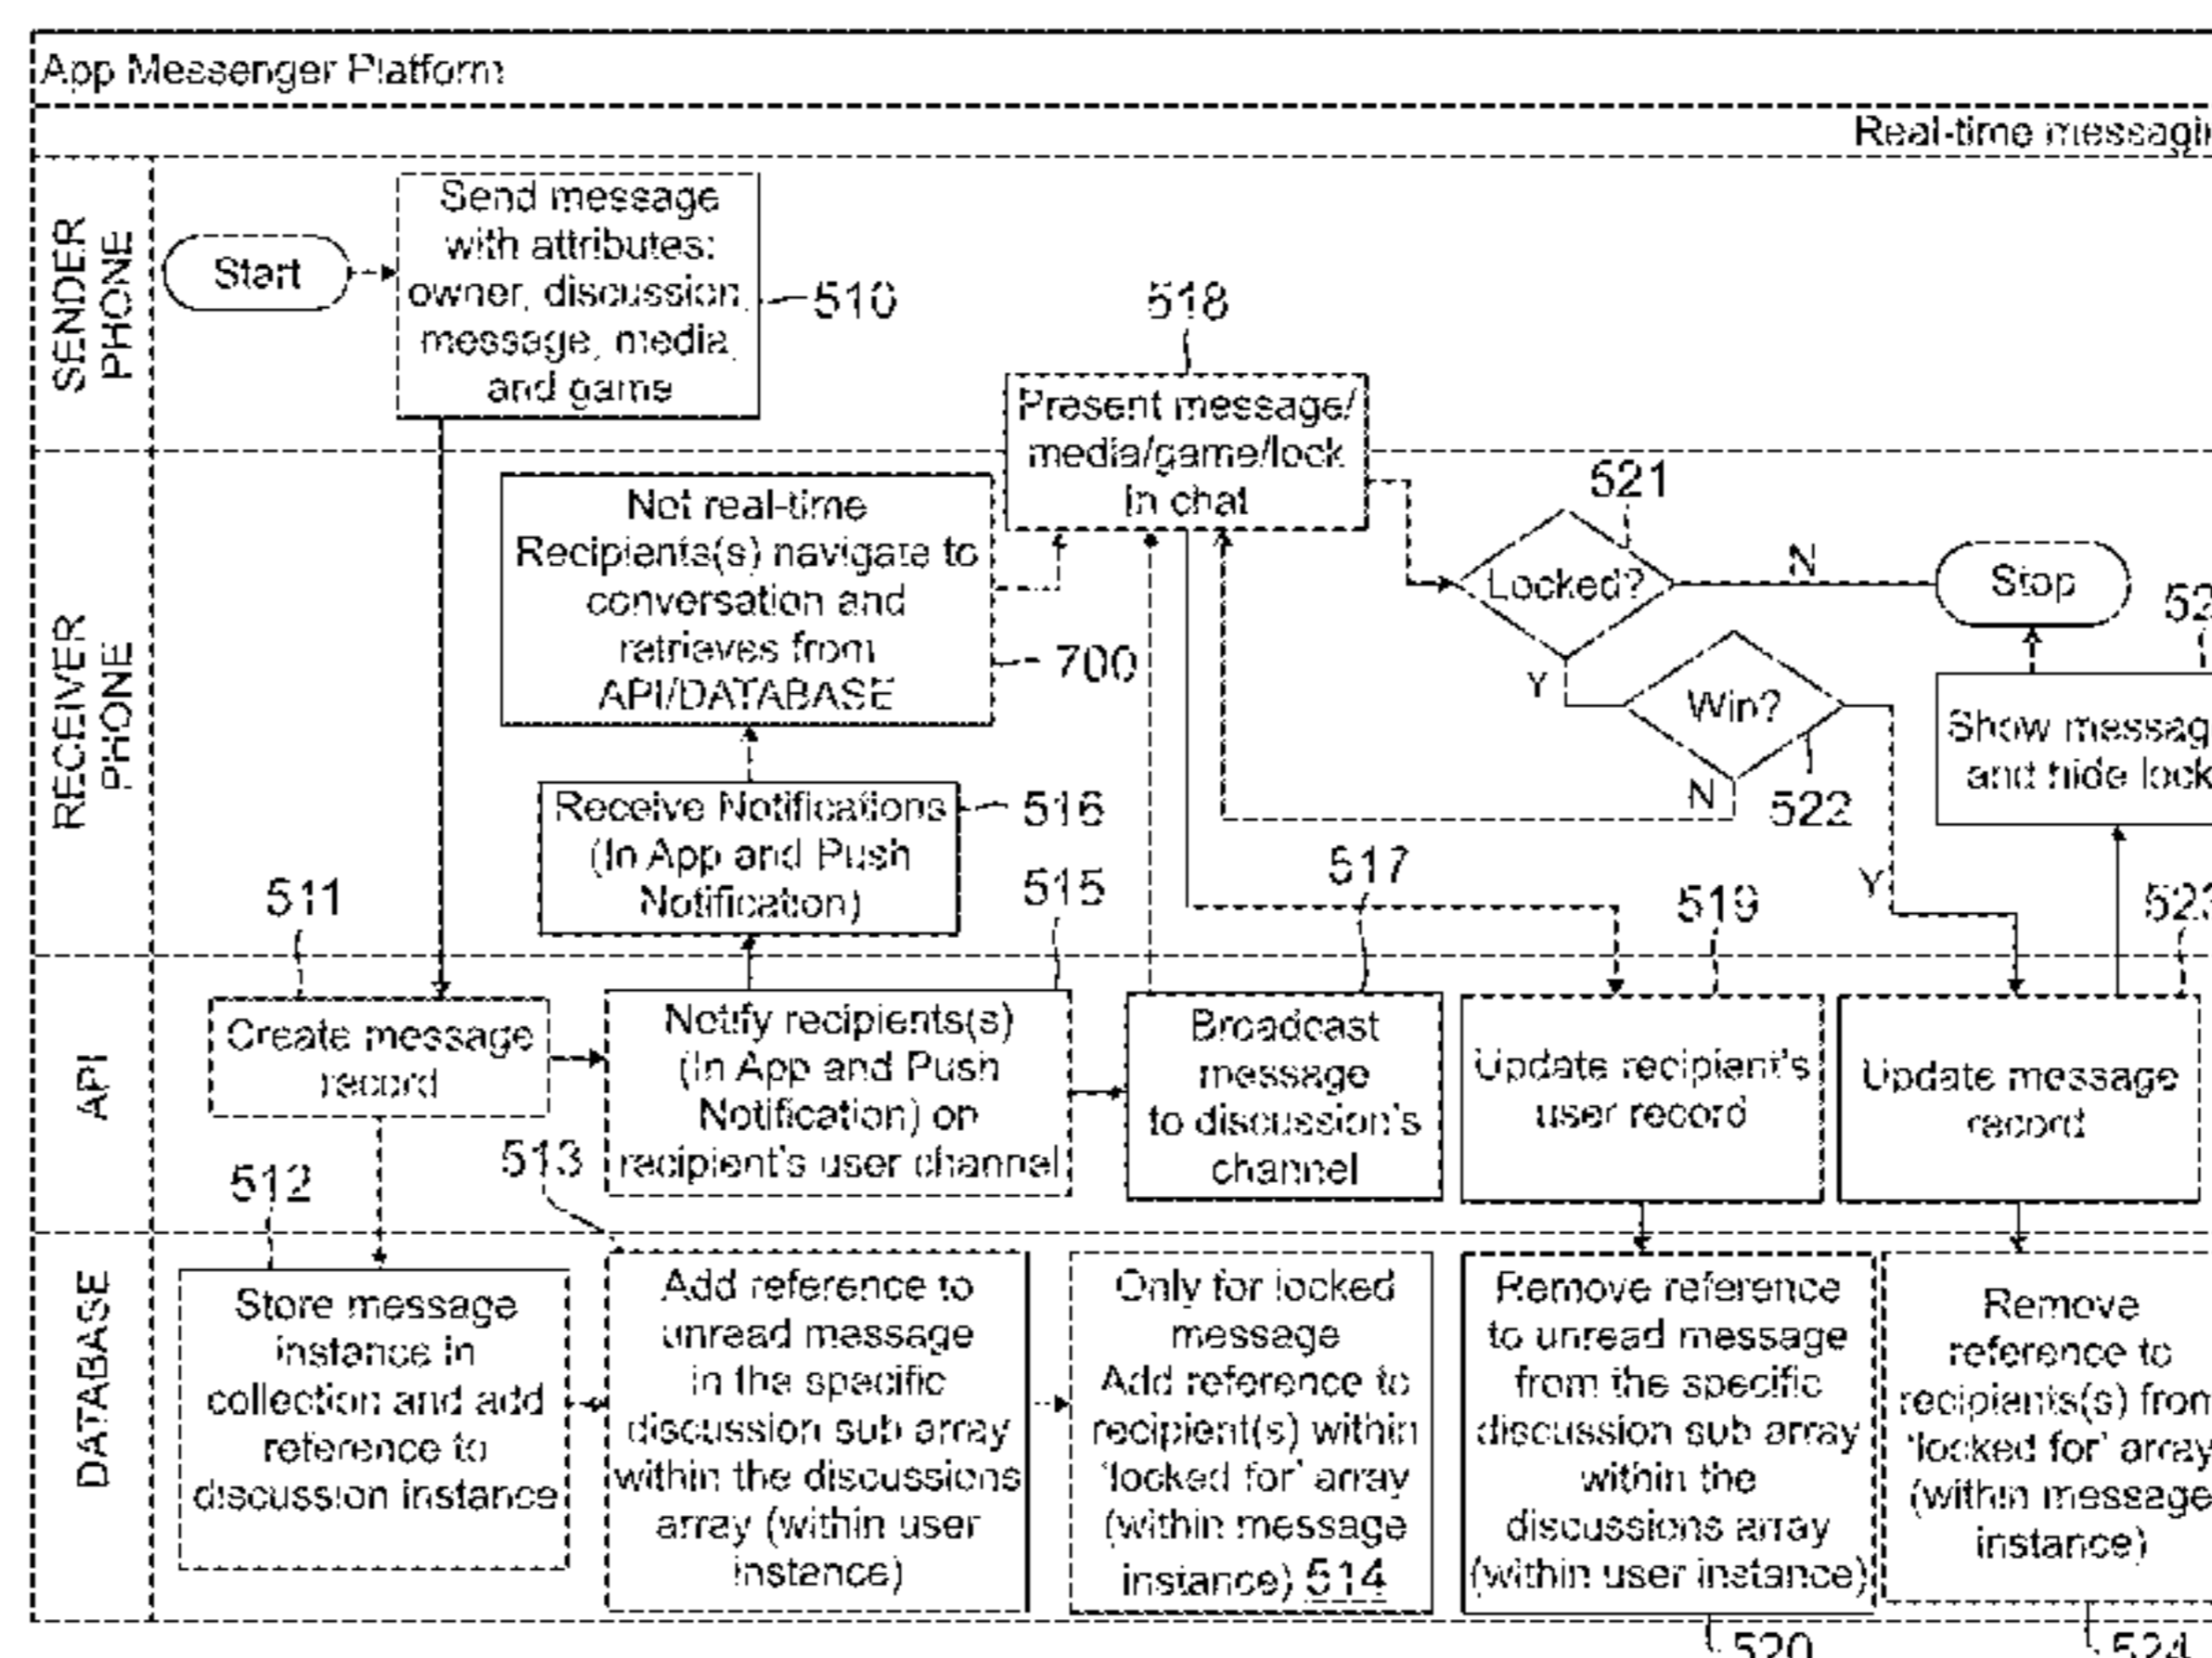 App Messenger Platform
Real-time
SENDER
PHONE
Start
Send message
with attributes:
owner, discussion,
message, media,
and game
510
518
Present message/
media/game/lock
in chat
RECEIVER
PHONE
Not real-time
Recipients(s) navigate to
conversation and
retrieves from
API/DATABASE
700
521
Locked?
N
Stop
Y
Win?
N
522
Y
Show
and hide lock
Receive Notifications
(In App and Push
Notification)
516
515
517
519
511
API
Create message
record
Notify recipients(s)
(In App and Push
Notification) on
recipient's user channel
Broadcast
message
to discussion's
channel
Update recipient's
user record
Update message
record
523
512
513
DATABASE
Store message
instance in
collection and add
reference to
discussion instance
Add reference to
unread message
in the specific
discussion sub array
within the discussions
array (within user
instance)
Only for locked
message
Add reference to
recipient(s) within
'locked for' array
(within message
instance) 514
Remove reference
to unread message
from the specific
discussion sub array
within the
discussions array
(within user instance)
Remove
reference to
recipients(s) from
'locked for' array
(within message
instance)
520
524